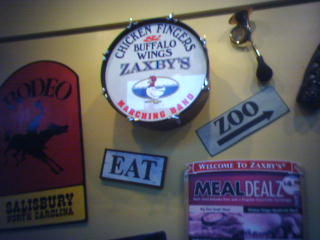 CHICKEN FINGERS
BUFFALO
WINGS
ZAXBY'S
MARCHING BAND
RODEO
SALISBURY
NORTH CAROLINA
ZOO
EAT
WELCOME TO ZAXBY'S
MEAL DEALZ